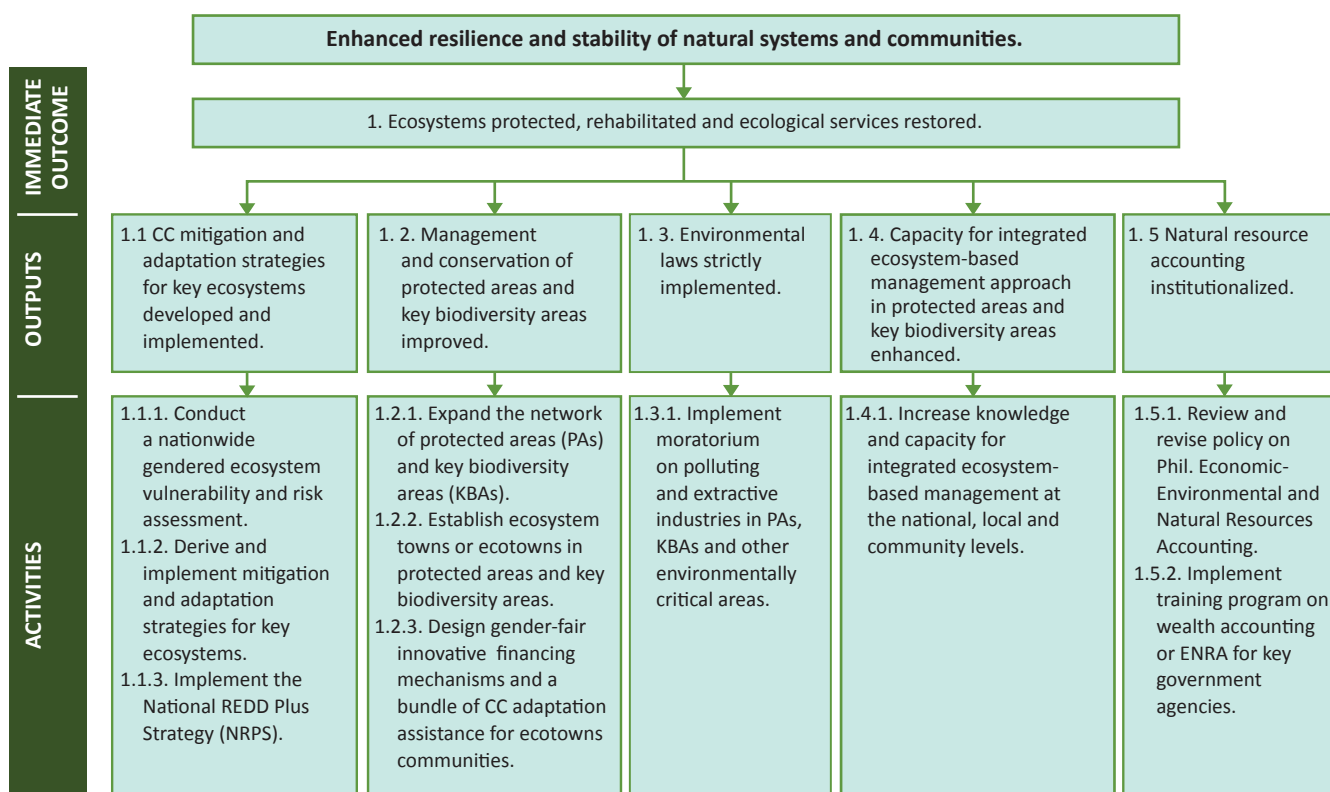 Enhanced resilience and stability of natural systems and communities.
IMMEDIATE
OUTCOME
1. Ecosystems protected, rehabilitated and ecological services restored.
OUTPUTS
1.1 CC mitigation and
adaptation strategies
for key ecosystems
developed and
implemented.
1. 2. Management
and conservation of
protected areas and
key biodiversity areas
improved.
1. 3. Environmental
laws strictly
implemented.
1. 4. Capacity for integrated
ecosystem-based
management approach
in protected areas and
key biodiversity areas
enhanced.
1. 5 Natural resource
accounting
institutionalized.
ACTIVITIES
1.1.1. Conduct
a nationwide
gendered ecosystem
vulnerability and risk
assessment.
1.1.2. Derive and
implement mitigation
and adaptation
strategies for key
ecosystems.
1.1.3. Implement the
National REDD Plus
Strategy (NRPS).
1.2.1. Expand the network
of protected areas (PAs)
and key biodiversity
areas (KBAs).
1.2.2. Establish ecosystem
towns or ecotowns in
protected areas and key
biodiversity areas.
1.2.3. Design gender-fair
innovative financing
mechanisms and a
bundle of CC adaptation
assistance for ecotowns
communities.
1.3.1. Implement
moratorium
on polluting
and extractive
industries in PAs,
KBAs and other
environmentally
critical areas.
1.4.1. Increase knowledge
and capacity for
integrated ecosystem-
based management at
the national, local and
community levels.
1.5.1. Review and
revise policy on
Phil. Economic-
Environmental and
Natural Resources
Accounting.
1.5.2. Implement
training program on
wealth accounting
or ENRA for key
government
agencies.